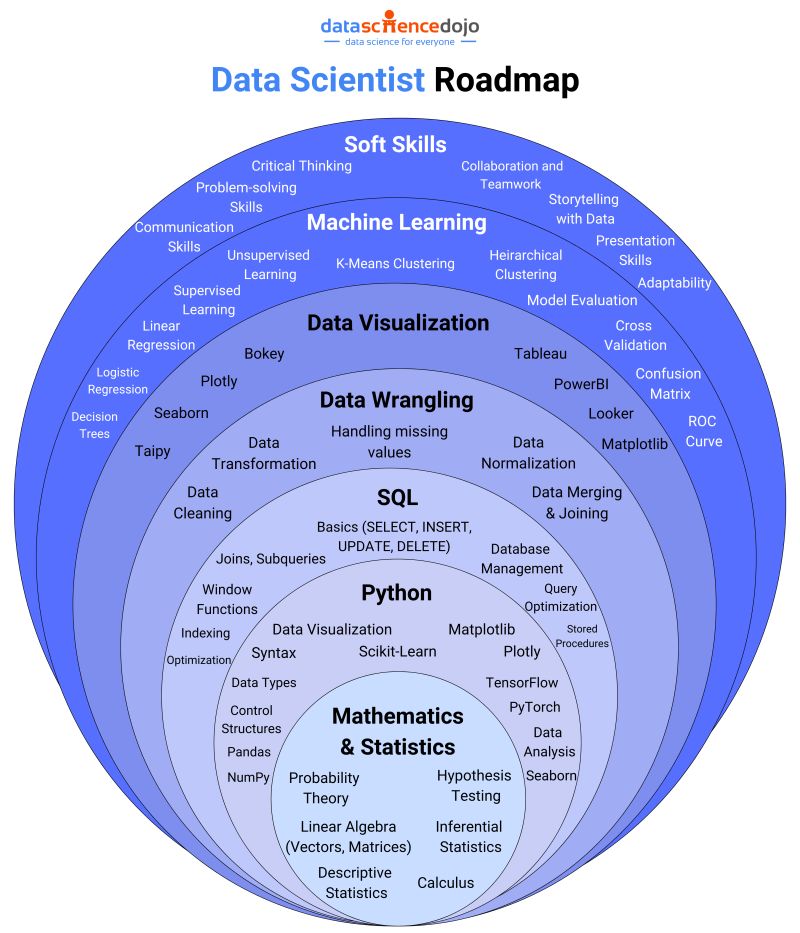 datasciencedojo
data science for everyone
Data Scientist Roadmap
Soft Skills
Critical Thinking
Collaboration and
Teamwork
Problem-solving
Skills
Storytelling
with Data
Communication
Skills
Presentation
Skills
Adaptability
Machine Learning
Unsupervised
Learning
K-Means Clustering
Heirarchical
Clustering
Supervised
Learning
Model Evaluation
Linear
Regression
Cross
Validation
Logistic
Regression
Confusion
Matrix
Decision
Trees
ROC
Curve
Data Visualization
Bokey
Tableau
Plotly
PowerBI
Seaborn
Looker
Taipy
Matplotlib
Data Wrangling
Handling missing
values
Data
Transformation
Data
Normalization
Data
Cleaning
Data Merging
& Joining
SQL
Basics (SELECT, INSERT,
UPDATE, DELETE)
Joins, Subqueries
Database
Management
Window
Functions
Query
Optimization
Indexing
Stored
Procedures
Optimization
Python
Data Visualization
Matplotlib
Syntax
Scikit-Learn
Plotly
Data Types
TensorFlow
Control
Structures
PyTorch
Pandas
Data
Analysis
NumPy
Seaborn
Mathematics
& Statistics
Probability
Theory
Hypothesis
Testing
Linear Algebra
(Vectors, Matrices)
Inferential
Statistics
Descriptive
Statistics
Calculus